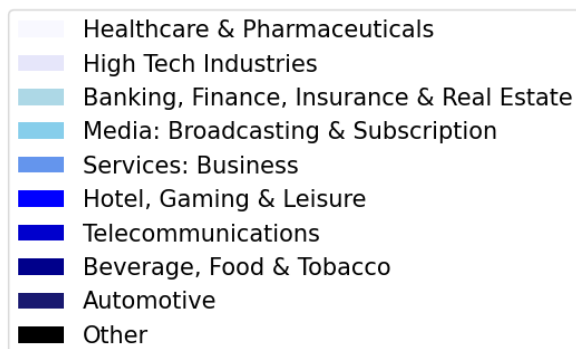 Healthcare & Pharmaceuticals
High Tech Industries
Banking, Finance, Insurance & Real Estate
Media: Broadcasting & Subscription
Services: Business
Hotel, Gaming & Leisure
Telecommunications
Beverage, Food & Tobacco
Automotive
Other